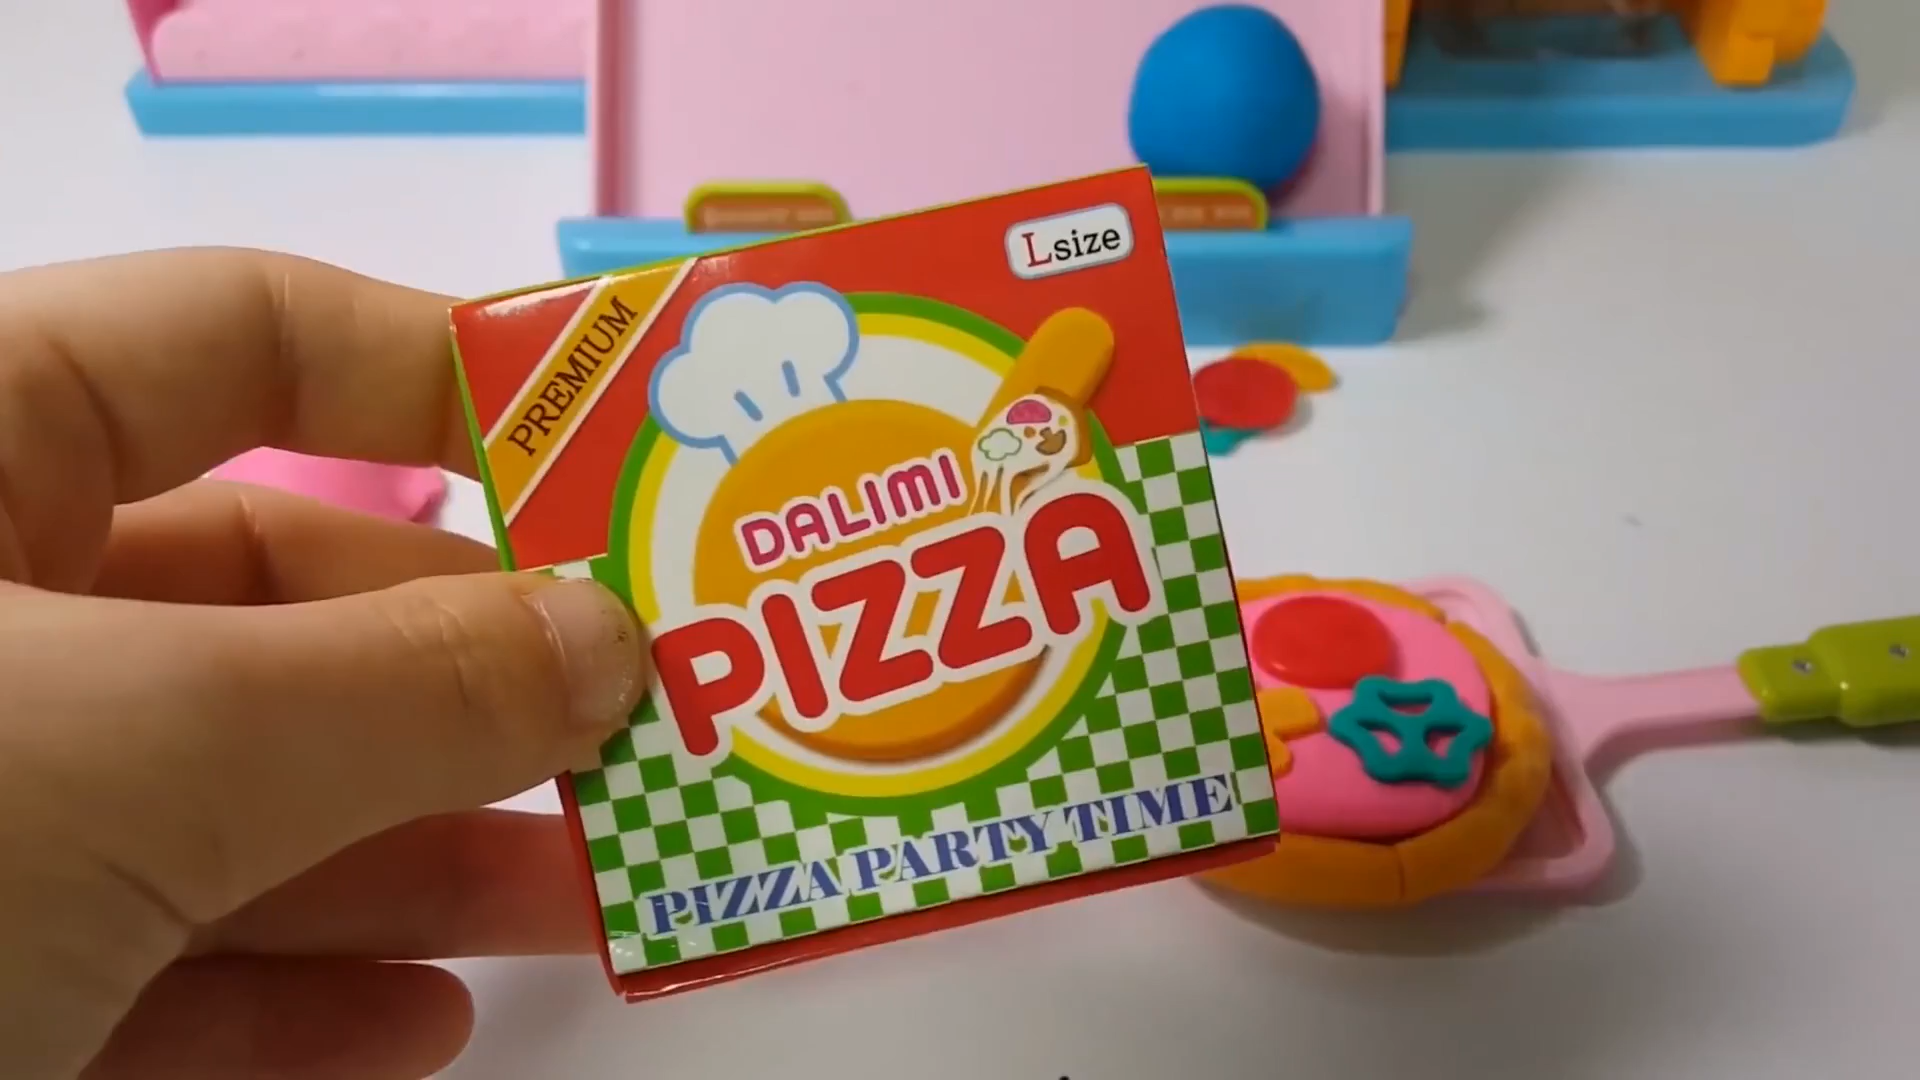 Lsize
PREMIUM
DALIMI
PIZZA
PIZZA PARTY TIME